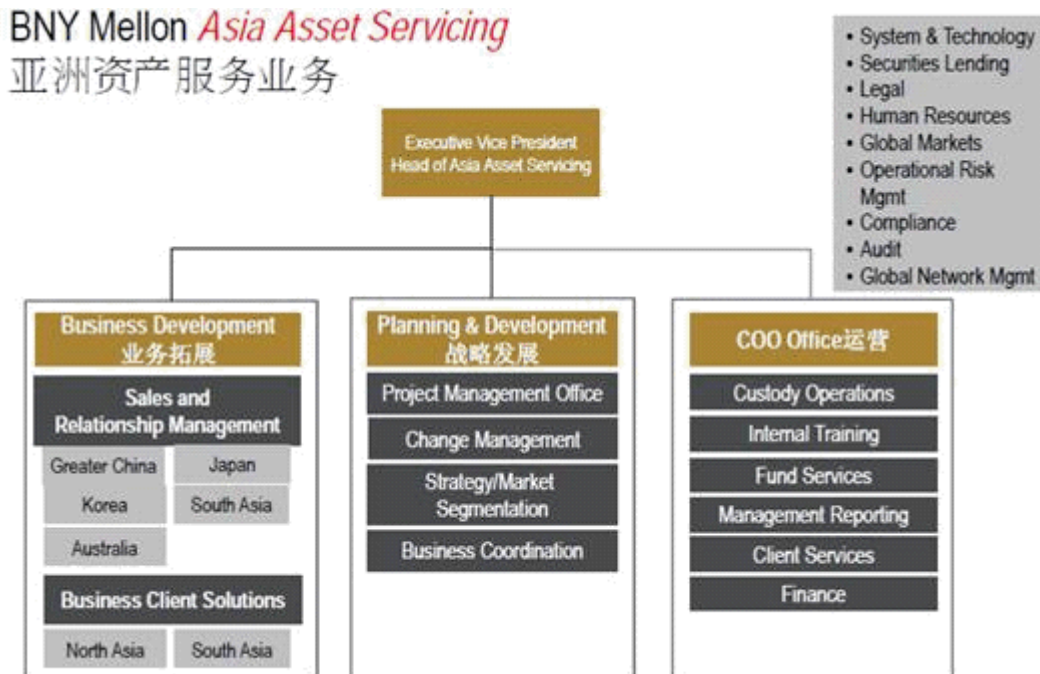 BNY Mellon Asia Asset Servicing
亚洲资产服务业务
• System & Technology
• Securities Lending
• Legal
• Human Resources
• Global Markets
• Operational Risk
Mgmt
• Compliance
• Audit
• Global Network Mgmt
Executive Vice President
Head of Asia Asset Servicing
Business Development
业务拓展
Sales and
Relationship Management
Greater China
Japan
Korea
South Asia
Australia
Business Client Solutions
North Asia
South Asia
Planning & Development
战略发展
Project Management Office
Change Management
Strategy/Market
Segmentation
Business Coordination
COO Office运营
Custody Operations
Internal Training
Fund Services
Management Reporting
Client Services
Finance